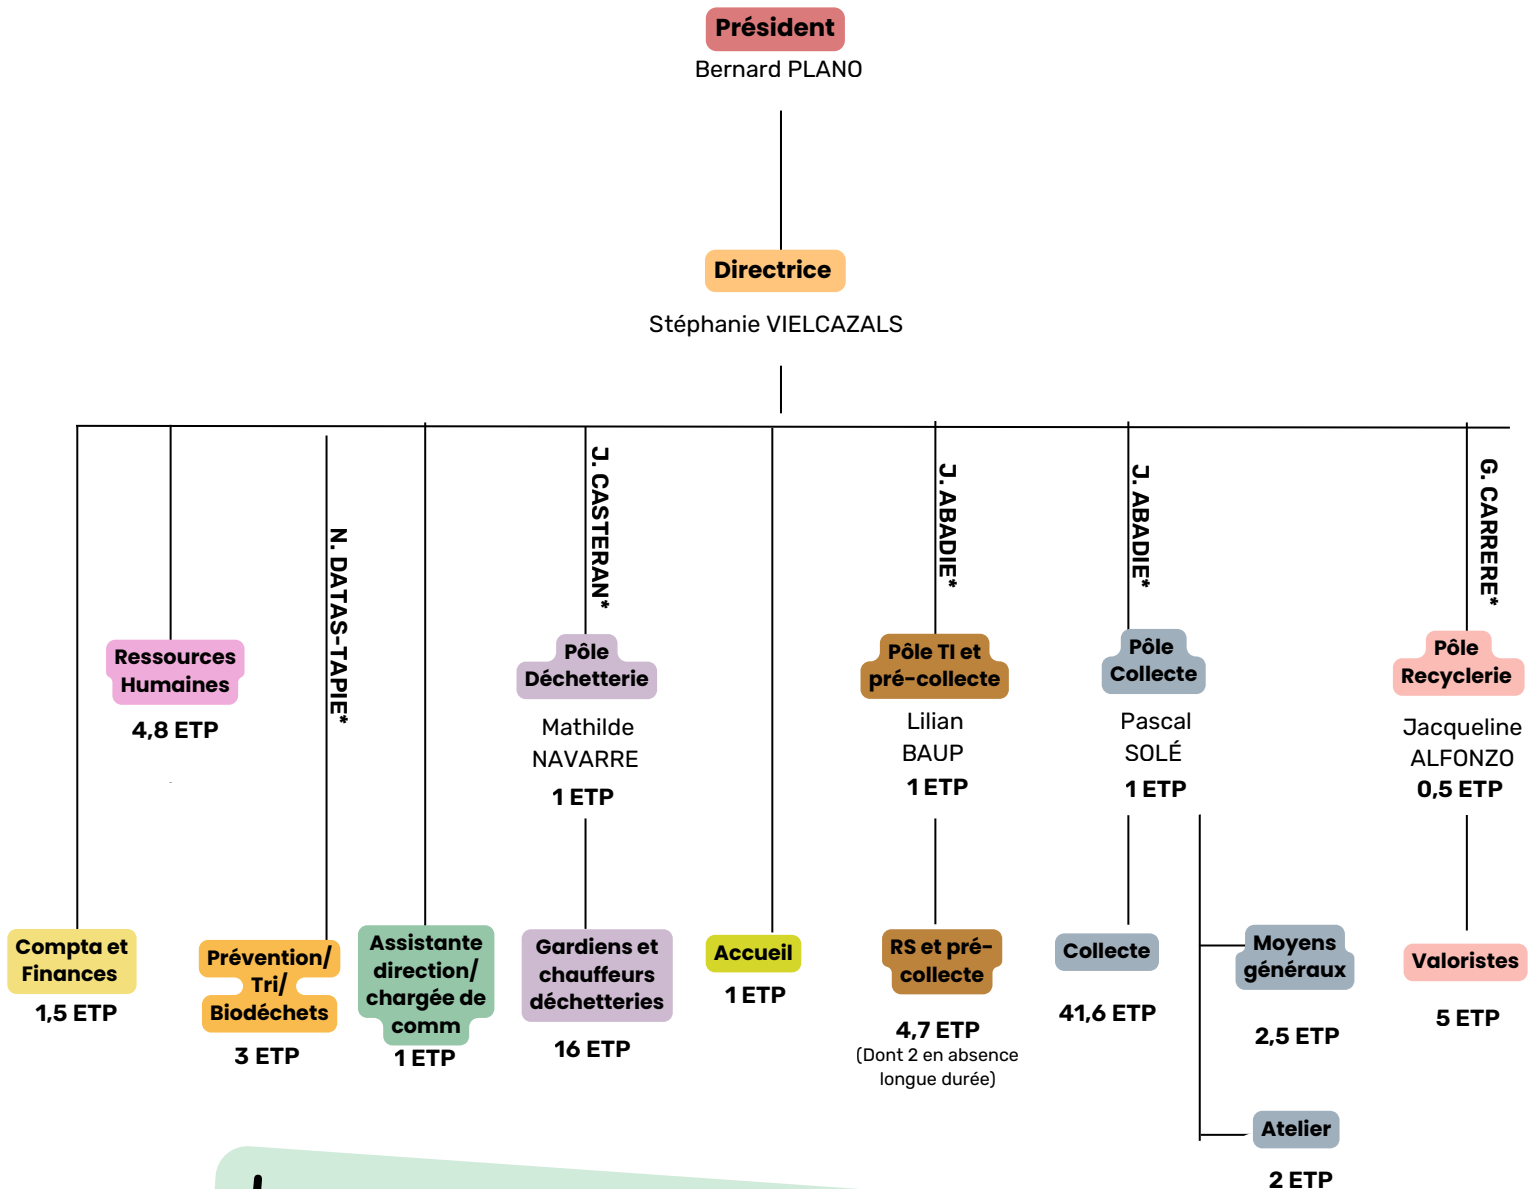 Président
Bernard PLANO
Directrice
Stéphanie VIELCAZALS
N. DATAS-TAPIE*
J. CASTERAN*
J. ABADIE*
J. ABADIE*
G. CARRERE*
Ressources
Humaines
4,8 ETP
Pôle
Déchetterie
Mathilde
NAVARRE
1 ETP
Pôle TI et
pré-collecte
Lilian
BAUP
1 ETP
Pôle
Collecte
Pascal
SOLÉ
1 ETP
Pôle
Recyclerie
Jacqueline
ALFONZO
0,5 ETP
Compta et
Finances
1,5 ETP
Prévention/
Tri/
Biodéchets
3 ETP
Assistante
direction/
chargée de
comm
1 ETP
Gardiens et
chauffeurs
déchetteries
16 ETP
Accueil
1 ETP
RS et pré-
collecte
4,7 ETP
(Dont 2 en absence
longue durée)
Collecte
41,6 ETP
Moyens
généraux
2,5 ETP
Atelier
2 ETP
Valoristes
5 ETP